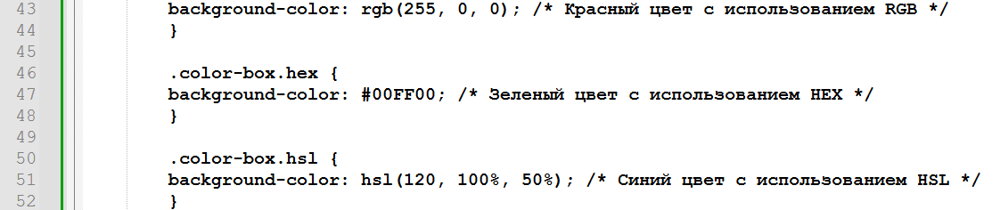 43 background-color: rgb(255, 0, 0); /* Красный цвет с использованием RGB */
44 }
45
46 .color-box.hex {
47 background-color: #00FF00; /* Зеленый цвет с использованием HEX */
48 }
49
50 .color-box.hsl {
51 background-color: hsl(120, 100%, 50%); /* Синий цвет с использованием HSL */
52 }